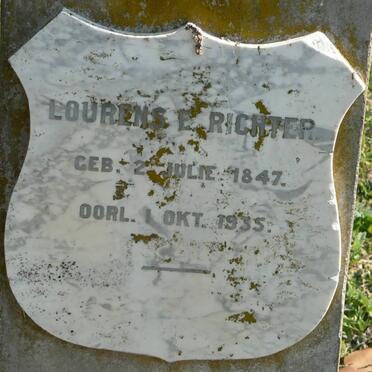 LOURENS E. RICHTER
GEB. 2 JULIE 1847.
OORL. 1 OKT. 1935.